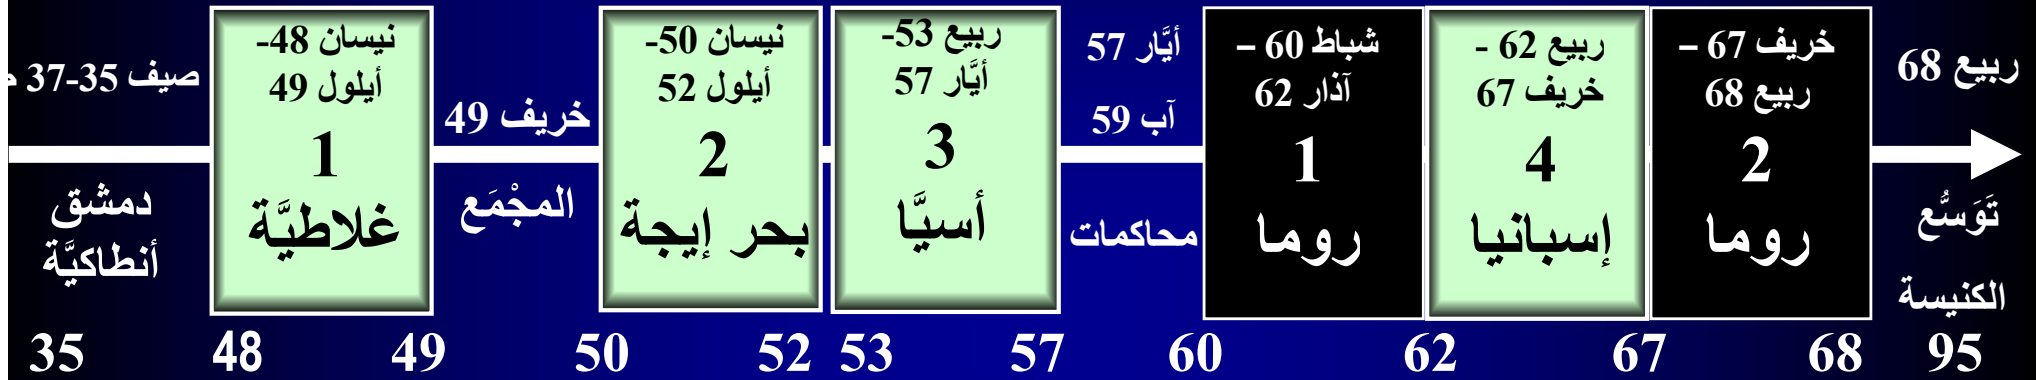 صيف 35-37 م
دمشق
أنطاكيَّة
نيسان 48-
أيلول 49
1
غلاطيَّة
خريف 49
المجْمَع
نيسان 50-
أيلول 52
2
بحر إيجة
ربيع 53-
أيَّار 57
3
أسيَّا
أيَّار 57
آب 59
محاكمات
شباط 60 –
آذار 62
1
روما
ربيع 62 -
خريف 67
4
إسبانيا
خريف 67 –
ربيع 68
2
روما
ربيع 68
تَوَسُّع
الكنيسة
35 48 49 50 52 53 57 60 62 67 68 95